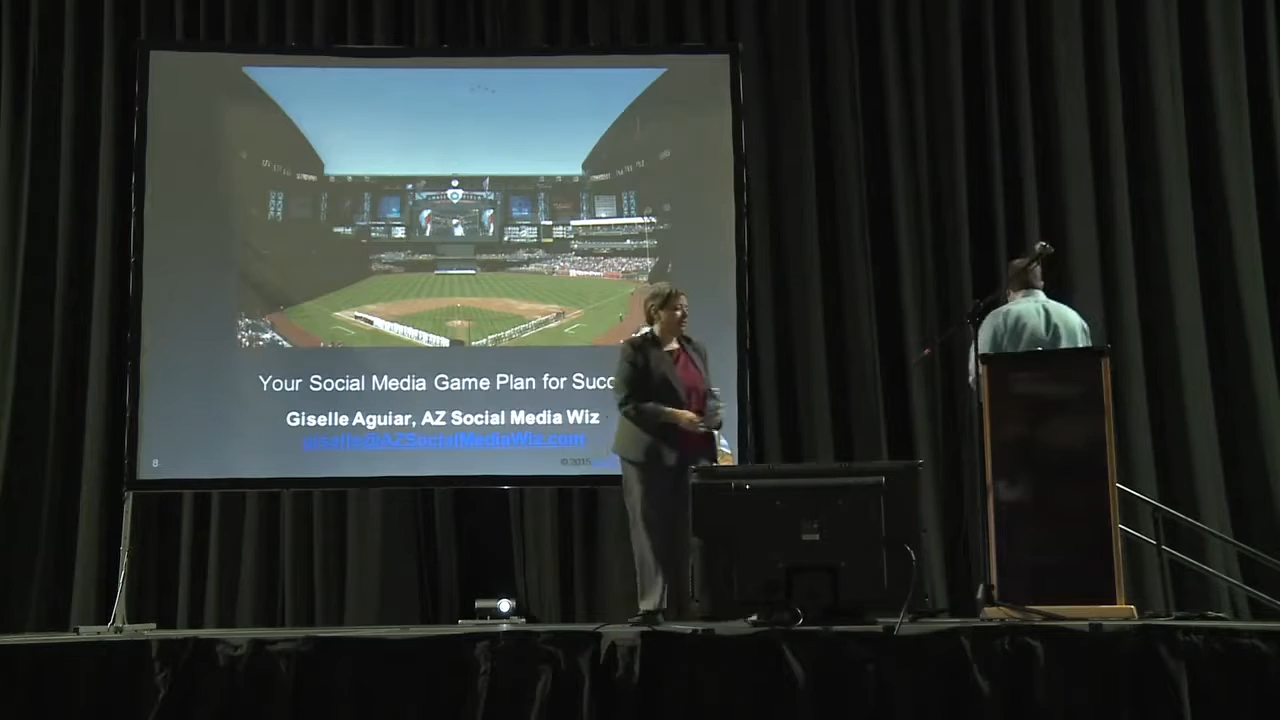 Your Social Media Game Plan for Succ
Giselle Aguiar, AZ Social Media Wiz
giselle@AZSocialMediaWiz.com
8
© 2015